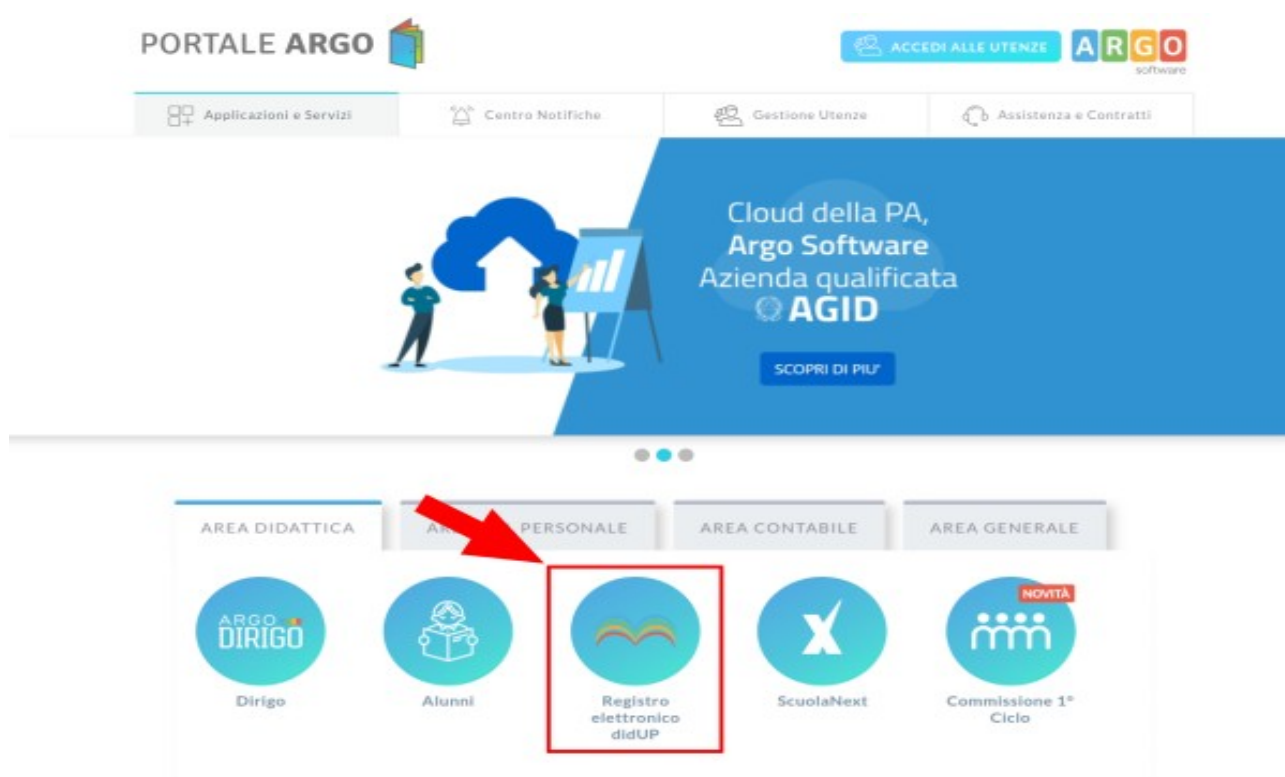 PORTALE ARGO
ACCEDI ALLE UTENZE
ARGO
software
Applicazioni e Servizi
Centro Notifiche
Gestione Utenze
Assistenza e Contratti
Cloud della PA,
Argo Software
Azienda qualificata
AGID
SCOPRI DI PIU'
AREA DIDATTICA
PERSONALE
AREA CONTABILE
AREA GENERALE
ARGO
DIRIGO
NOVITÀ
Dirigo
Alunni
Registro
elettronico
didUP
ScuolaNext
Commissione 1°
Ciclo